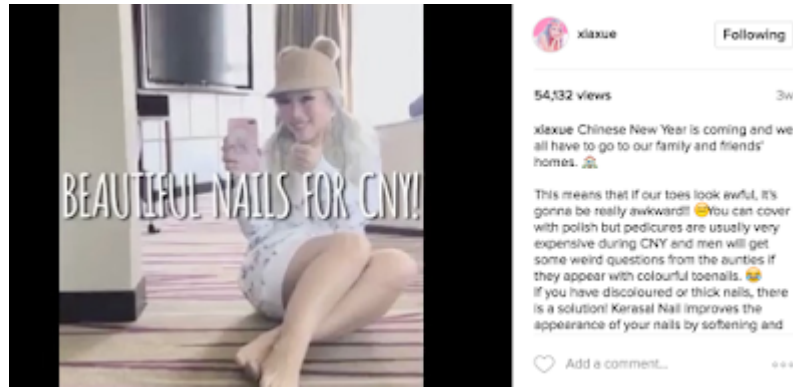 BEAUTIFUL NAILS FOR CNY!
xiaxue
Following
54,132 views
3w
xiaxue Chinese New Year is coming and we
all have to go to our family and friends'
homes. 🏠
This means that if our toes look awful, it's
gonna be really awkward!! 😑You can cover
with polish but pedicures are usually very
expensive during CNY and men will get
some weird questions from the aunties if
they appear with colourful toenails. 😂
If you have discoloured or thick nails, there
is a solution! Kerasal Nail improves the
appearance of your nails by softening and
Add a comment...